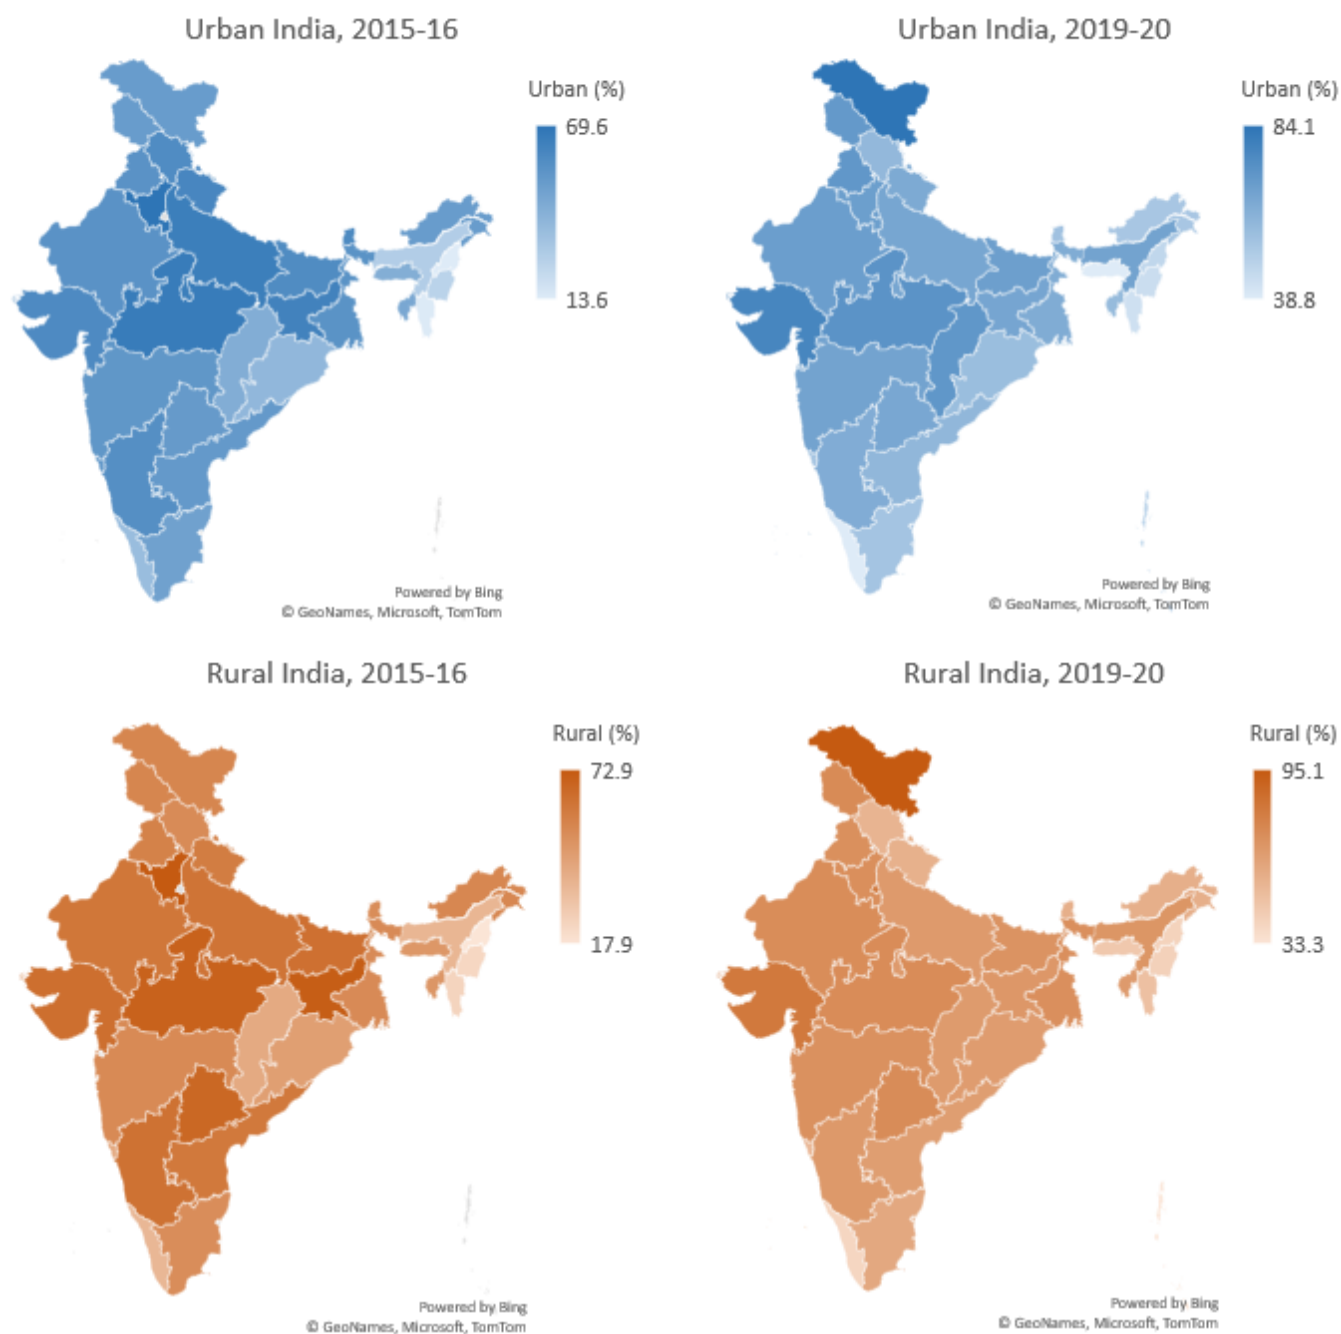 Urban India, 2015-16
Urban (%)
69.6
13.6
Powered by Bing
© GeoNames, Microsoft, TomTom
Urban India, 2019-20
Urban (%)
84.1
38.8
Powered by Bing
© GeoNames, Microsoft, TomTom
Rural India, 2015-16
Rural (%)
72.9
17.9
Powered by Bing
© GeoNames, Microsoft, TomTom
Rural India, 2019-20
Rural (%)
95.1
33.3
Powered by Bing
© GeoNames, Microsoft, TomTom